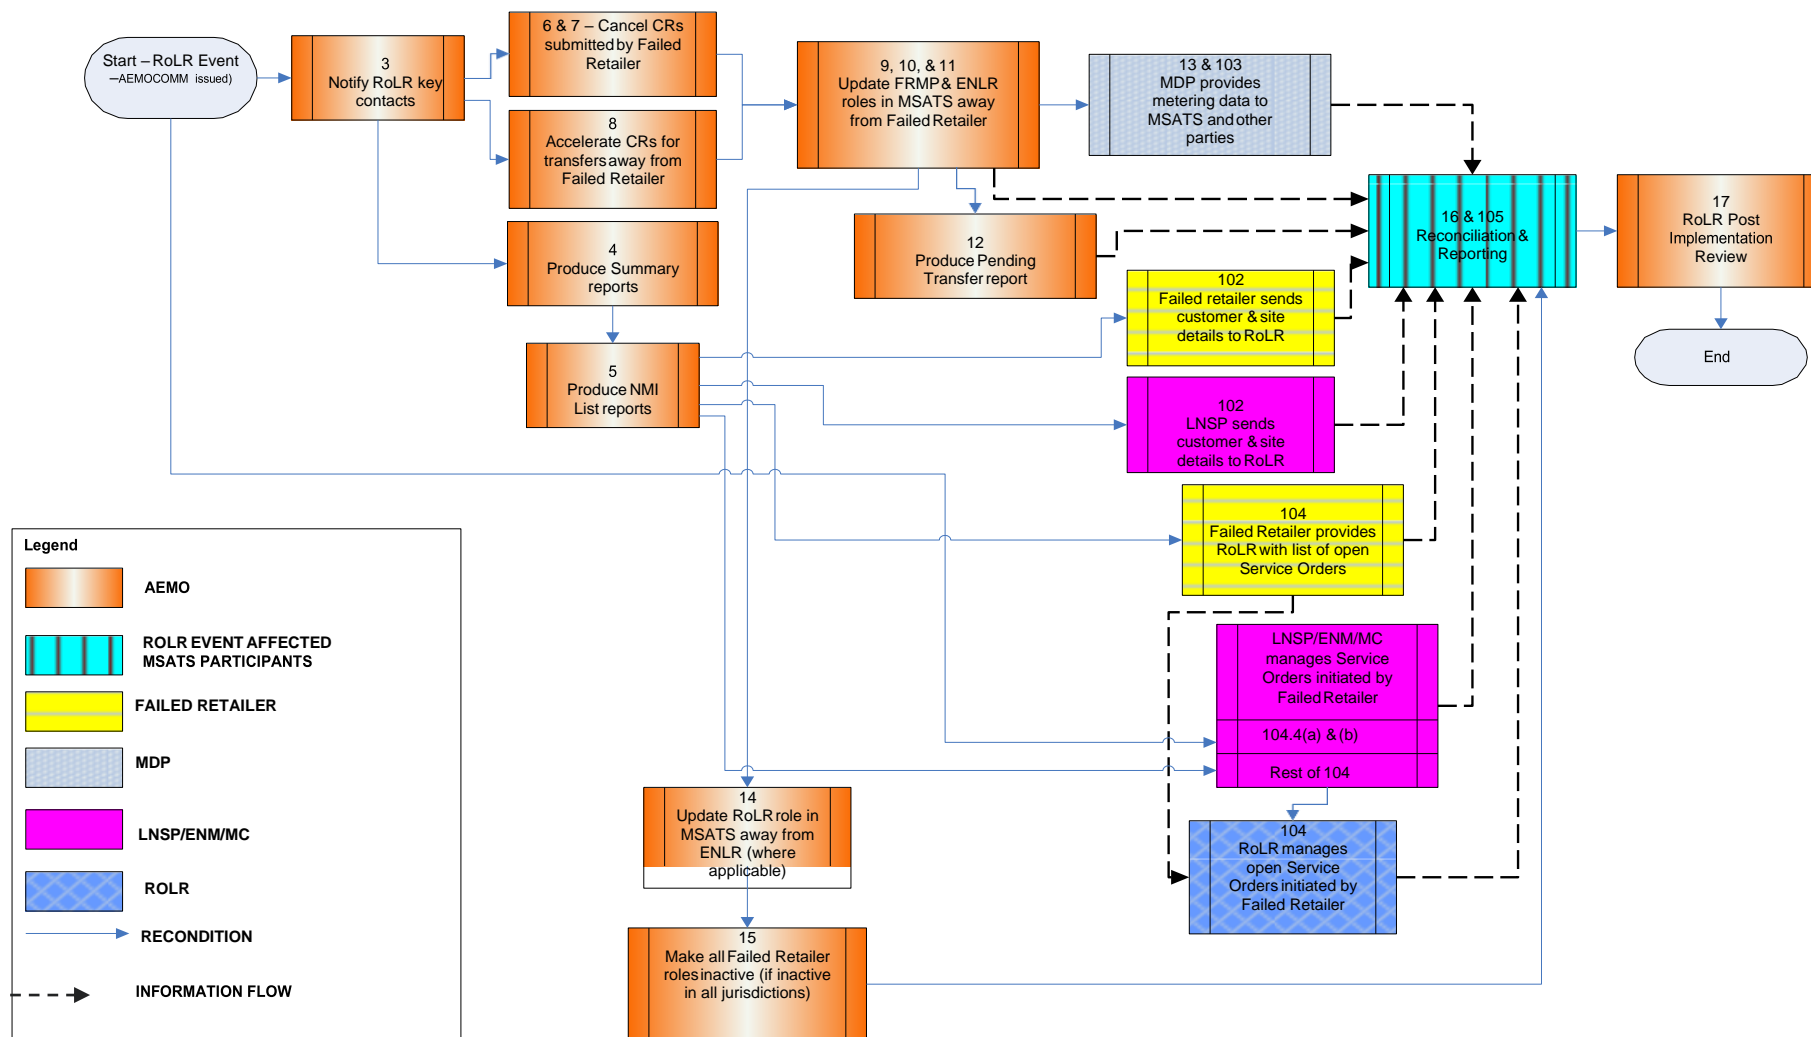 Start – RoLR Event
–AEMOCOMM issued)
3
Notify RoLR key
contacts
6 & 7 – Cancel CRs
submitted by Failed
Retailer
8
Accelerate CRs for
transfers away from
Failed Retailer
9, 10, & 11
Update FRMP & ENLR
roles in MSATS away
from Failed Retailer
13 & 103
MDP provides
metering data to
MSATS and other
parties
16 & 105
Reconciliation &
Reporting
17
RoLR Post
Implementation
Review
End
4
Produce Summary
reports
12
Produce Pending
Transfer report
5
Produce NMI
List reports
102
Failed retailer sends
customer & site
details to RoLR
102
LNSP sends
customer & site
details to RoLR
104
Failed Retailer provides
RoLR with list of open
Service Orders
LNSP/ENM/MC
manages Service
Orders initiated by
Failed Retailer
104.4(a) & (b)
Rest of 104
104
RoLR manages
open Service
Orders initiated by
Failed Retailer
14
Update RoLR role in
MSATS away from
ENLR (where
applicable)
15
Make all Failed Retailer
roles inactive (if inactive
in all jurisdictions)
Legend
AEMO
ROLR EVENT AFFECTED
MSATS PARTICIPANTS
FAILED RETAILER
MDP
LNSP/ENM/MC
ROLR
RECONDITION
INFORMATION FLOW